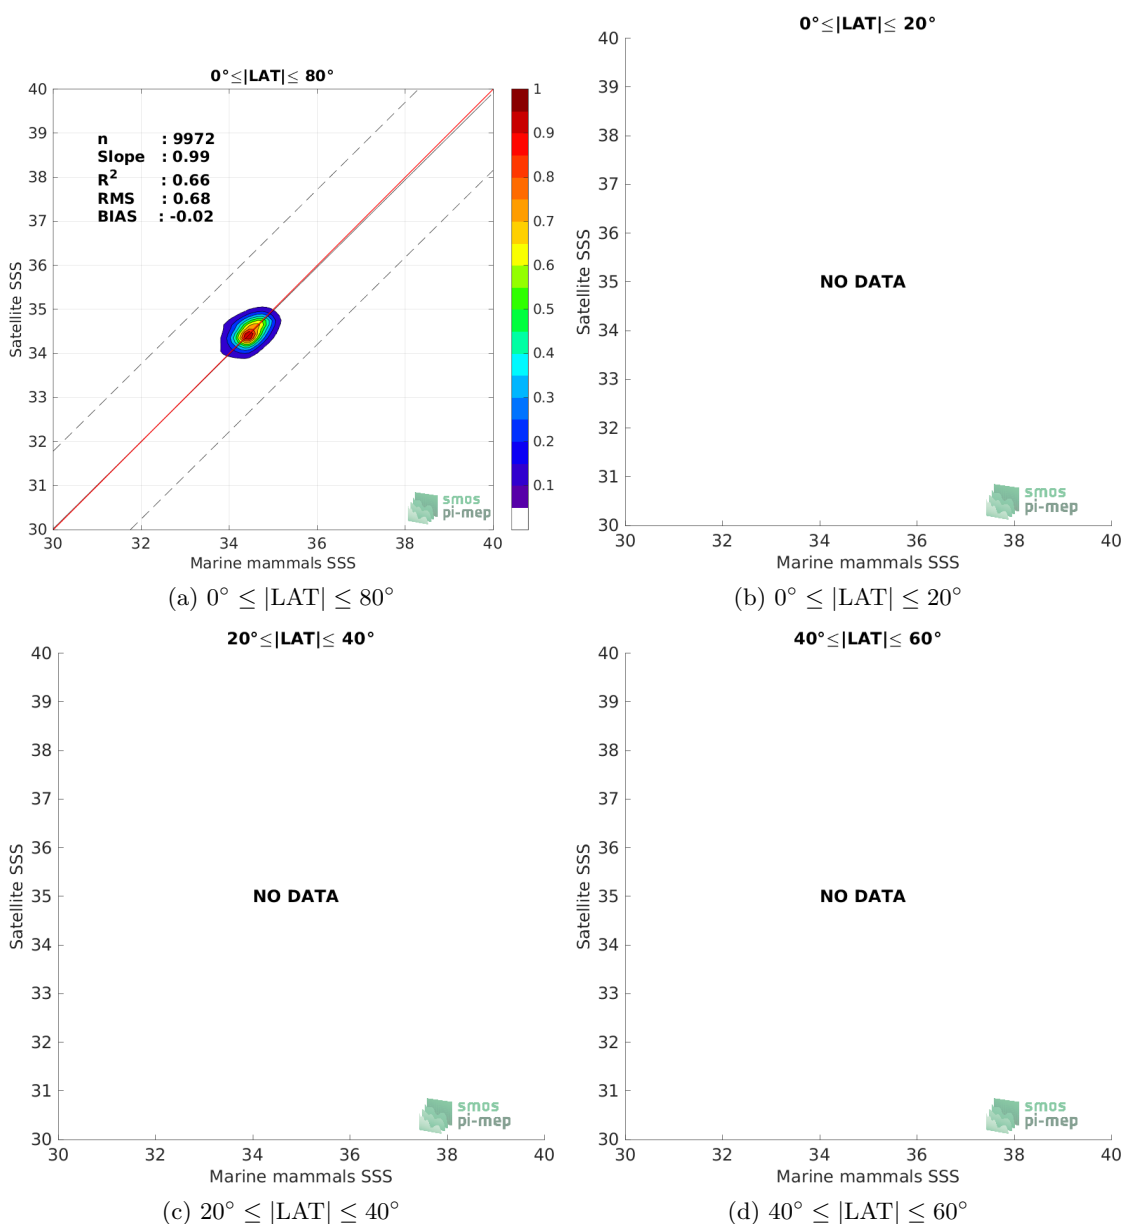 0°≤|LAT|≤ 80°
40
39
38
37
36
35
34
33
32
31
30
Satellite SSS
n : 9972
Slope : 0.99
R² : 0.66
RMS : 0.68
BIAS : -0.02
smos
pi-mep
30 32 34 36 38 40
Marine mammals SSS
1
0.9
0.8
0.7
0.6
0.5
0.4
0.3
0.2
0.1
(a) 0° ≤ |LAT| ≤ 80°
0°≤|LAT|≤ 20°
40
39
38
37
36
35
34
33
32
31
30
Satellite SSS
NO DATA
smos
pi-mep
30 32 34 36 38 40
Marine mammals SSS
(b) 0° ≤ |LAT| ≤ 20°
20°≤|LAT|≤ 40°
40
39
38
37
36
35
34
33
32
31
30
Satellite SSS
NO DATA
smos
pi-mep
30 32 34 36 38 40
Marine mammals SSS
(c) 20° ≤ |LAT| ≤ 40°
40°≤|LAT|≤ 60°
40
39
38
37
36
35
34
33
32
31
30
Satellite SSS
NO DATA
smos
pi-mep
30 32 34 36 38 40
Marine mammals SSS
(d) 40° ≤ |LAT| ≤ 60°